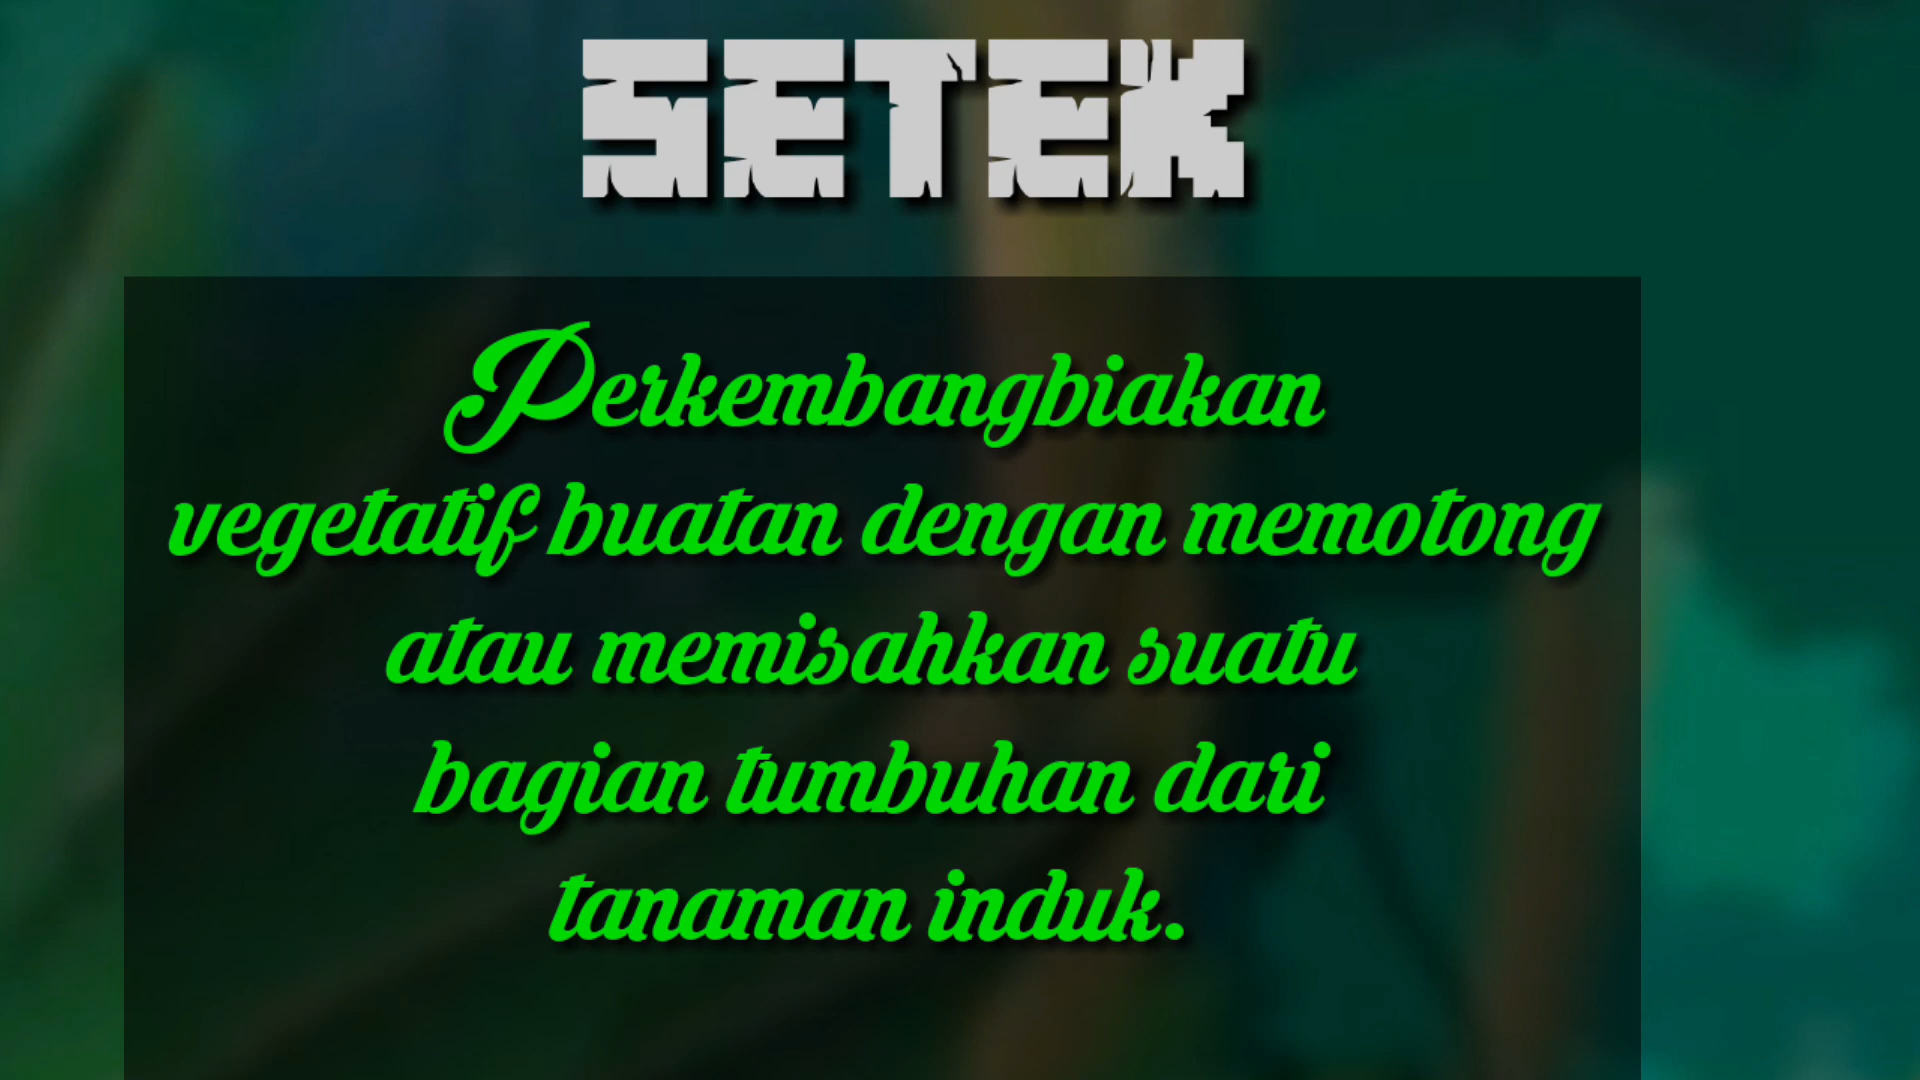 SETEK
Perkembangbiakan
vegetatif buatan dengan memotong
atau memisahkan suatu
bagian tumbuhan dari
tanaman induk.